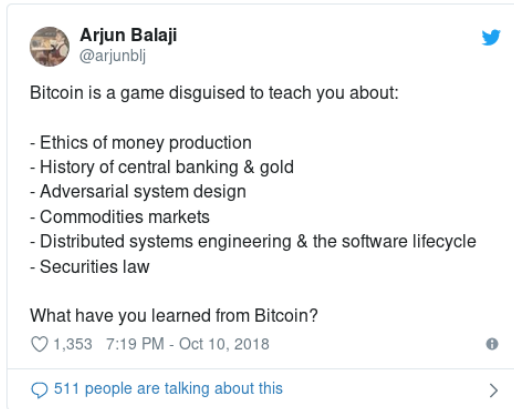 Arjun Balaji
@arjunblj
Bitcoin is a game disguised to teach you about:
- Ethics of money production
- History of central banking & gold
- Adversarial system design
- Commodities markets
- Distributed systems engineering & the software lifecycle
- Securities law
What have you learned from Bitcoin?
1,353 7:19 PM - Oct 10, 2018
511 people are talking about this